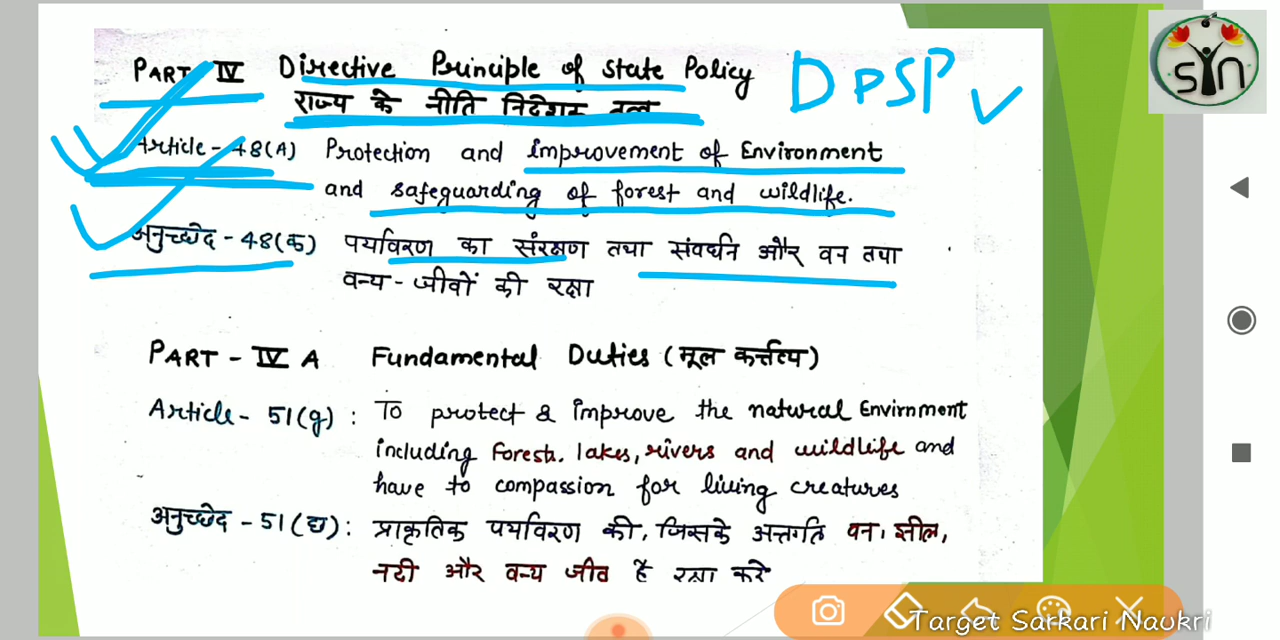 PART IV Directive Principle of State Policy DPSP
राज्य के नीति निदेशक तत्व
Article - 48(A) Protection and improvement of Environment
and safeguarding of forest and wildlife.
अनुच्छेद - 48(क) पर्यावरण का संरक्षण तथा संवर्धन और वन तथा
वन्य - जीवों की रक्षा
PART - IV A Fundamental Duties (मूल कर्त्तव्य)
Article - 51(g) : To protect & improve the natural Envirnment
including forests. lakes, rivers and wildlife and
have to compassion for living creatures
अनुच्छेद - 51(घ) : प्राकृतिक पर्यावरण की, जिसके अन्तर्गत वन, झील,
नदी और वन्य जीव है रक्षा करे
SYN
Target Sarkari Naukri